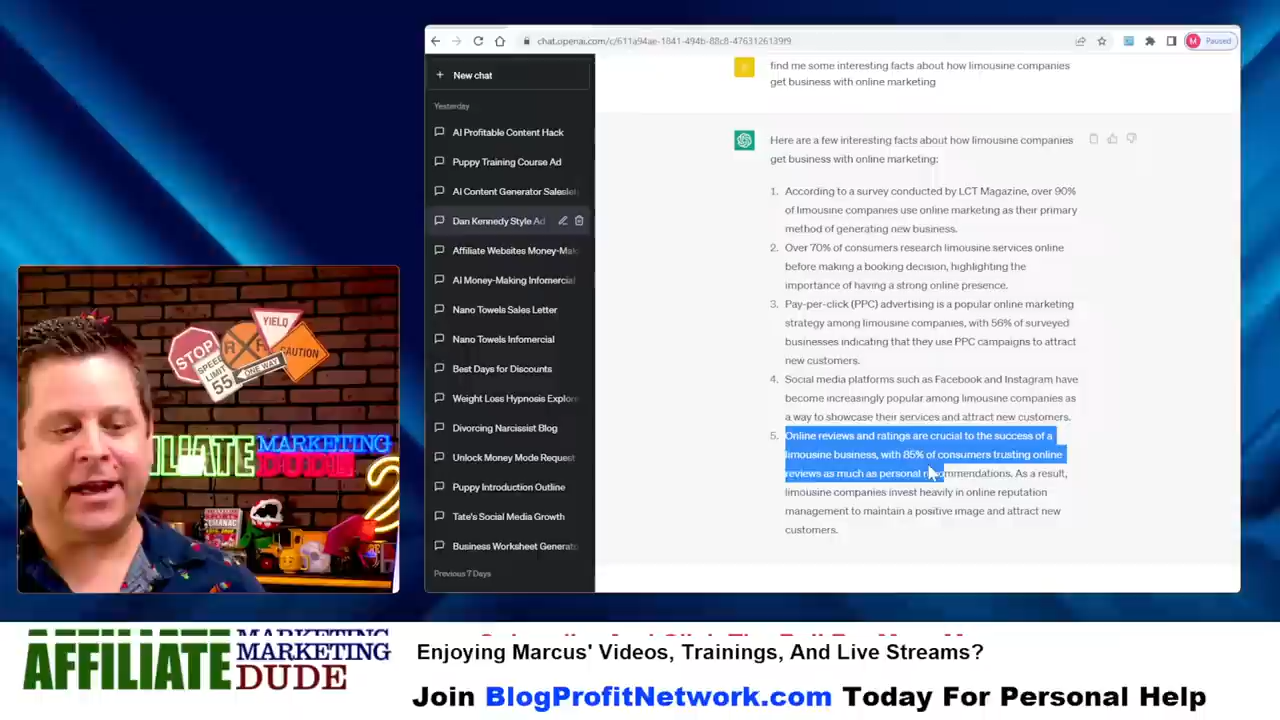 chat.openai.com/c/611a94ae-1841-494b-88c8-4763126139f9
M Paused
New chat
Yesterday
AI Profitable Content Hack
Puppy Training Course Ad
AI Content Generator Saleslet
Dan Kennedy Style Ad
Affiliate Websites Money-Mak
AI Money-Making Infomercial
Nano Towels Sales Letter
Nano Towels Infomercial
Best Days for Discounts
Weight Loss Hypnosis Explor
Divorcing Narcissist Blog
Unlock Money Mode Request
Puppy Introduction Outline
Tate's Social Media Growth
Business Worksheet Generato
Previous 7 Days
find me some interesting facts about how limousine companies
get business with online marketing
Here are a few interesting facts about how limousine companies
get business with online marketing:
1. According to a survey conducted by LCT Magazine, over 90%
of limousine companies use online marketing as their primary
method of generating new business.
2. Over 70% of consumers research limousine services online
before making a booking decision, highlighting the
importance of having a strong online presence.
3. Pay-per-click (PPC) advertising is a popular online marketing
strategy among limousine companies, with 56% of surveyed
businesses indicating that they use PPC campaigns to attract
new customers.
4. Social media platforms such as Facebook and Instagram have
become increasingly popular among limousine companies as
a way to showcase their services and attract new customers.
5. Online reviews and ratings are crucial to the success of a
limousine business, with 85% of consumers trusting online
reviews as much as personal recommendations. As a result,
limousine companies invest heavily in online reputation
management to maintain a positive image and attract new
customers.
YIELD
STOP
R R
CAUTION
SPEED
LIMIT
55
ONE WAY
ILIATE MARKETING
DUDE
2
AFFILIATE MARKETING
DUDE
Enjoying Marcus' Videos, Trainings, And Live Streams?
Join BlogProfitNetwork.com Today For Personal Help